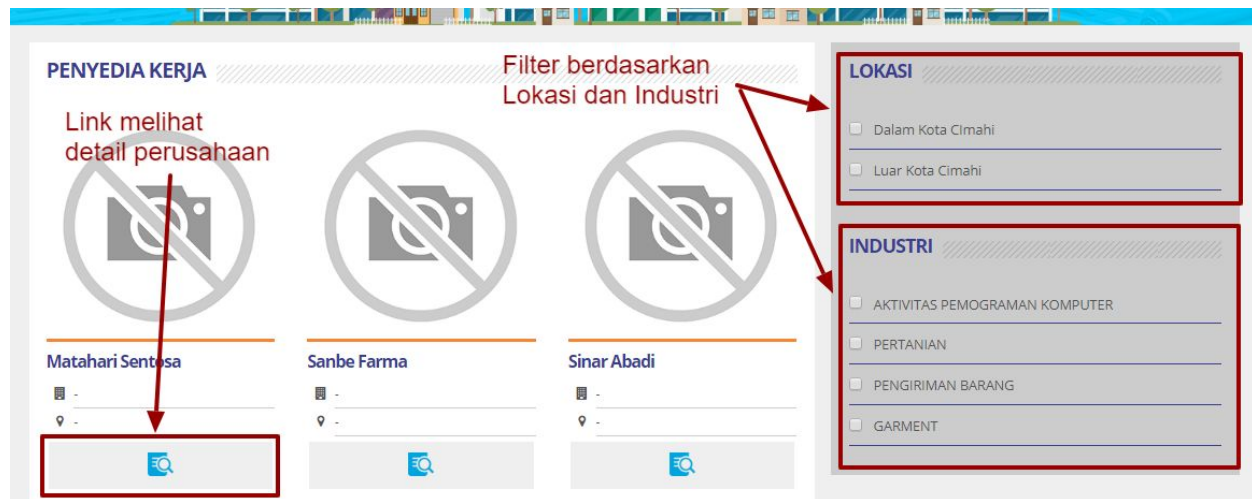 PENYEDIA KERJA
Filter berdasarkan
Lokasi dan Industri
Link melihat
detail perusahaan
Matahari Sentosa
-
-
Sanbe Farma
-
-
Sinar Abadi
-
-
LOKASI
Dalam Kota CImahi
Luar Kota Cimahi
INDUSTRI
AKTIVITAS PEMOGRAMAN KOMPUTER
PERTANIAN
PENGIRIMAN BARANG
GARMENT